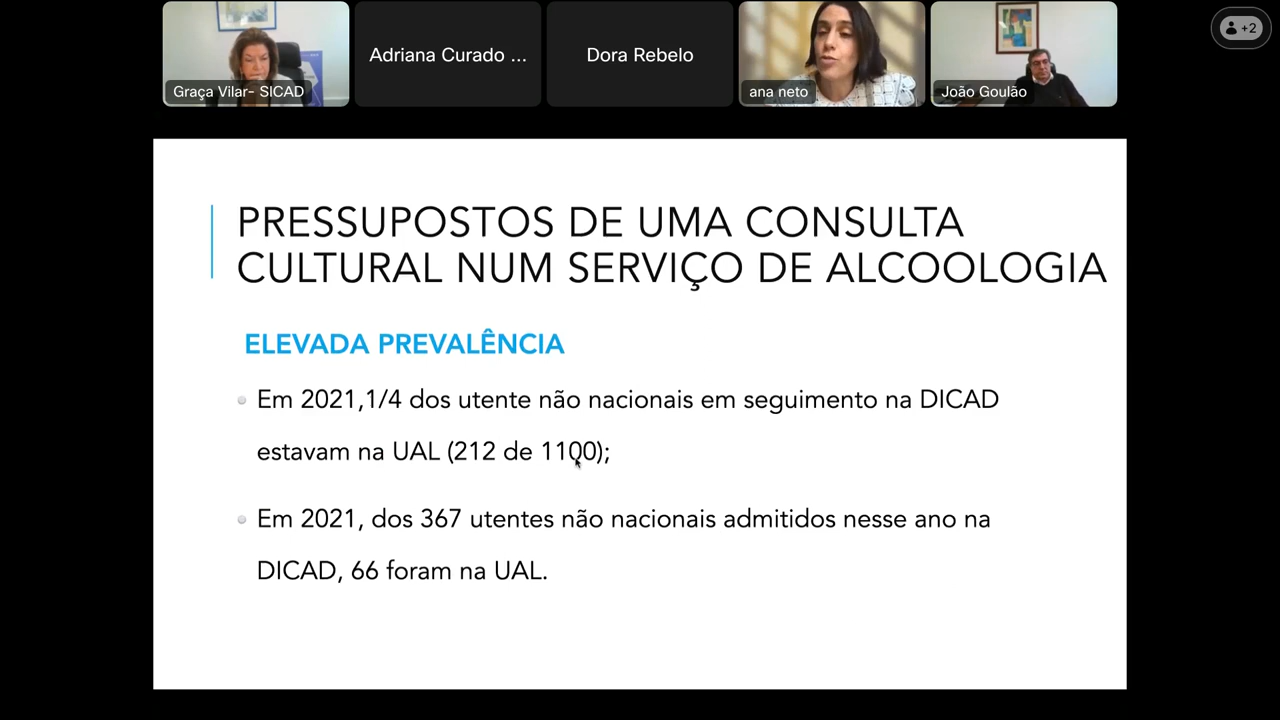 Graça Vilar- SICAD
Adriana Curado ...
Dora Rebelo
ana neto
João Goulão
+2
PRESSUPOSTOS DE UMA CONSULTA
CULTURAL NUM SERVIÇO DE ALCOOLOGIA
ELEVADA PREVALÊNCIA
Em 2021,1/4 dos utente não nacionais em seguimento na DICAD
estavam na UAL (212 de 1100);
Em 2021, dos 367 utentes não nacionais admitidos nesse ano na
DICAD, 66 foram na UAL.